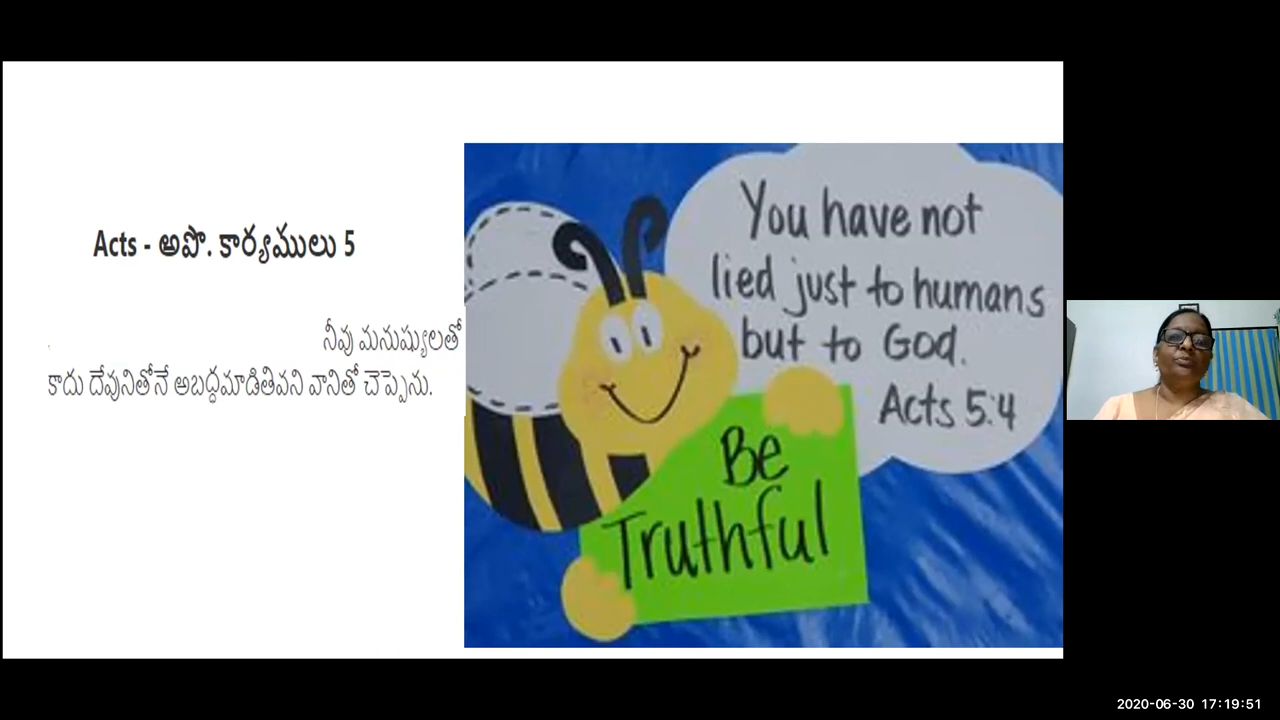 Acts - అపొ. కార్యములు 5
నీవు మనుష్యులతో
కాదు దేవునితోనే అబద్ధమాడితివని వానితో చెప్పెను.
You have not
lied just to humans
but to God.
Acts 5:4
Be
Truthful
2020-06-30 17:19:51